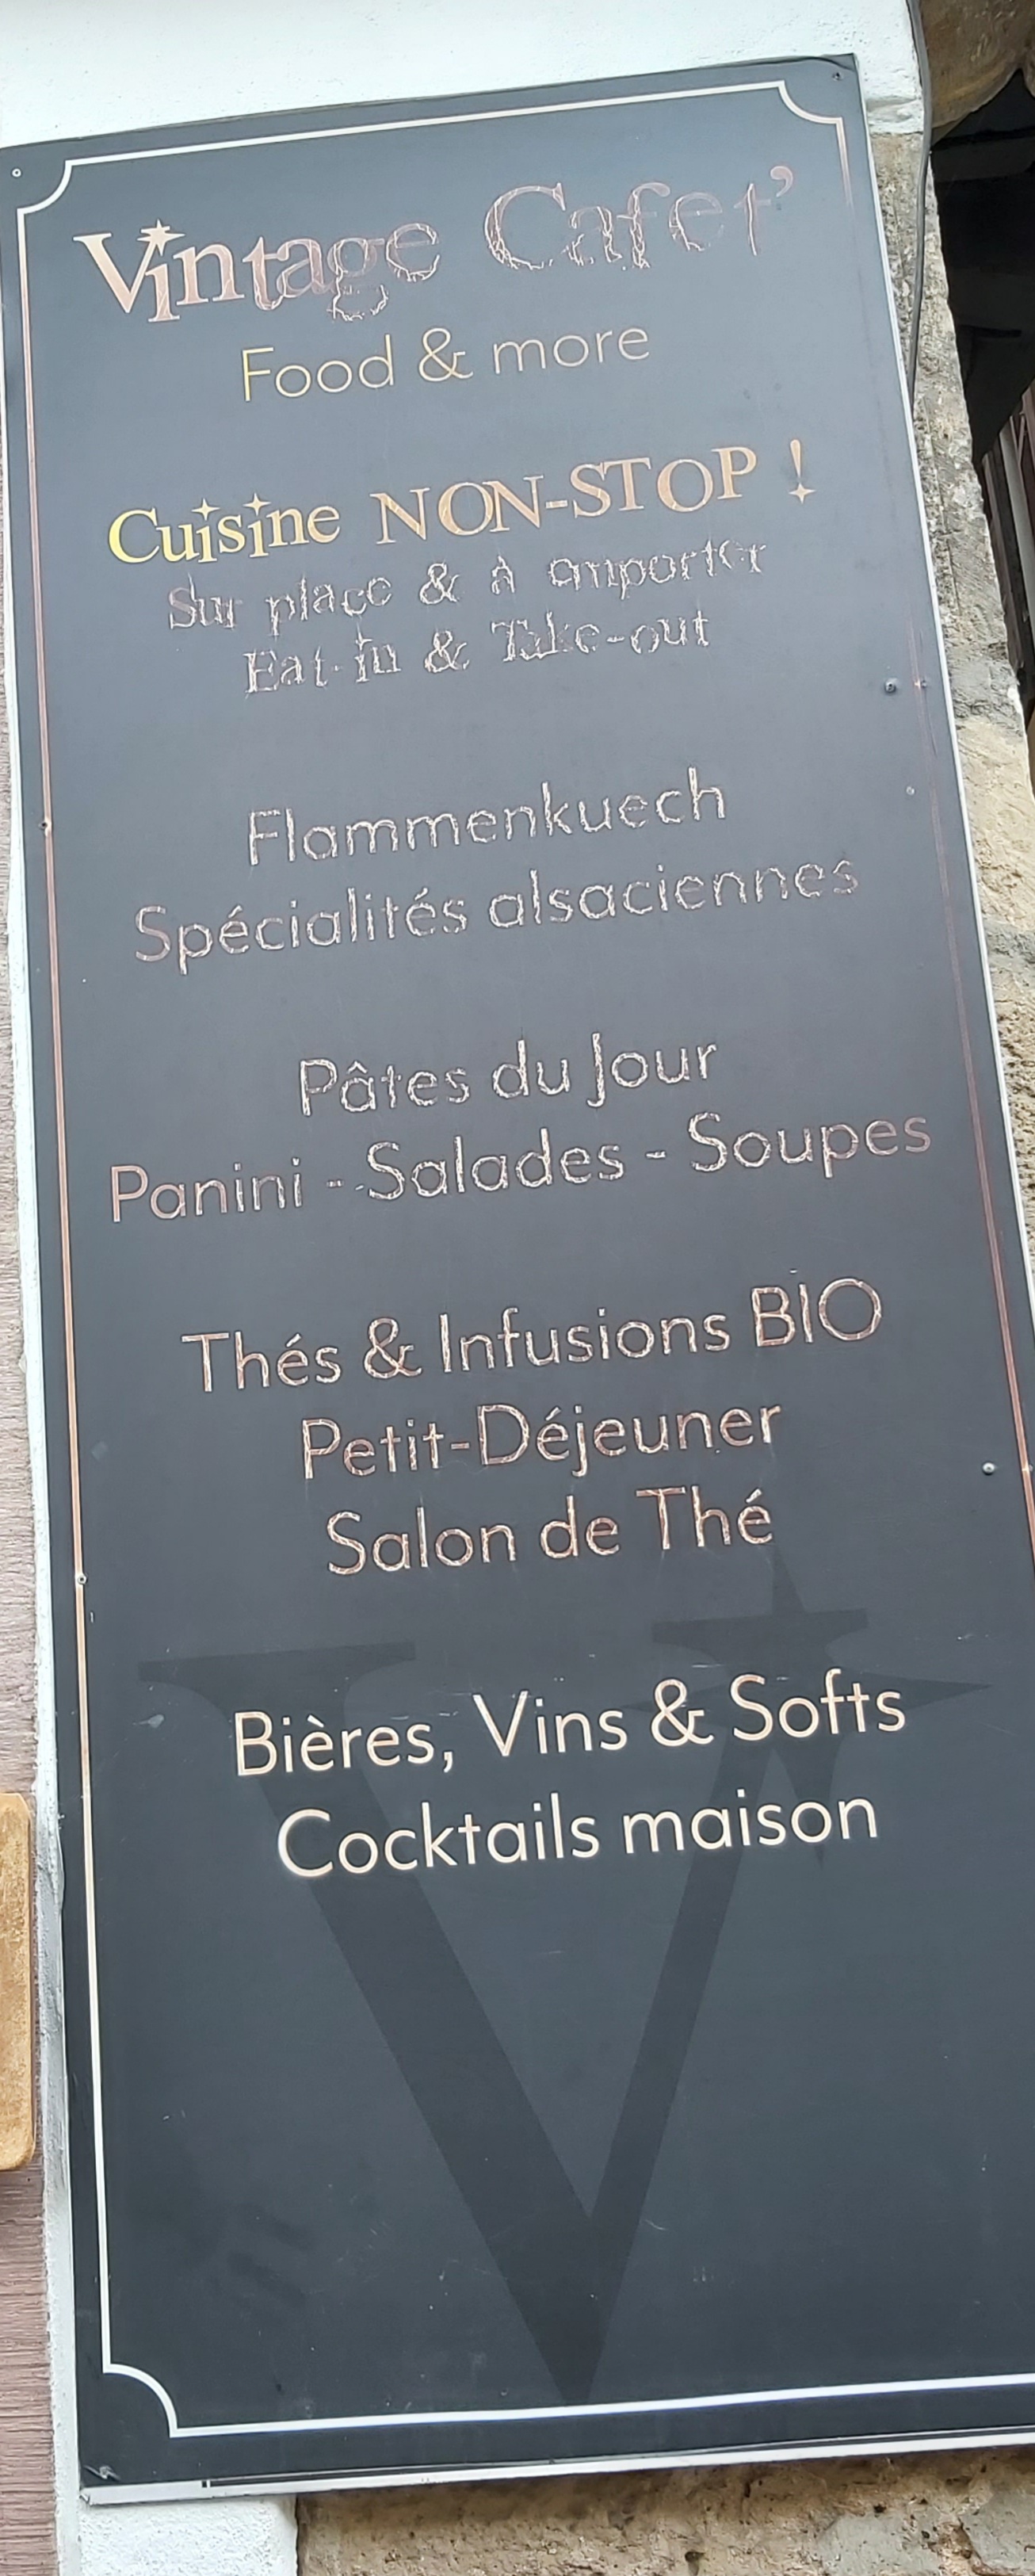 Vintage Cafet'
Food & more
Cuisine NON-STOP !
Sur place & à emporter
Eat-in & Take-out
Flammenkuech
Spécialités alsaciennes
Pâtes du Jour
Panini - Salades - Soupes
Thés & Infusions BIO
Petit-Déjeuner
Salon de Thé
Bières, Vins & Softs
Cocktails maison
V